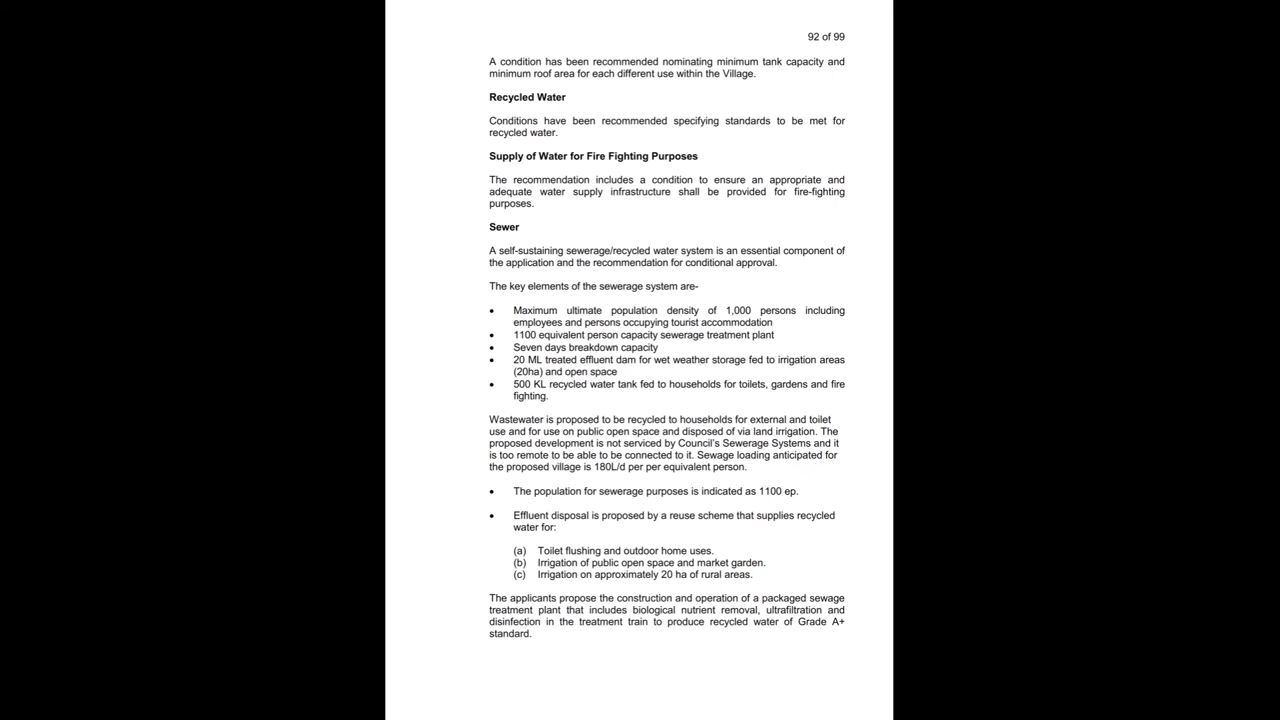 92 of 99
A condition has been recommended nominating minimum tank capacity and
minimum roof area for each different use within the Village.
Recycled Water
Conditions have been recommended specifying standards to be met for
recycled water.
Supply of Water for Fire Fighting Purposes
The recommendation includes a condition to ensure an appropriate and
adequate water supply infrastructure shall be provided for fire-fighting
purposes.
Sewer
A self-sustaining sewerage/recycled water system is an essential component of
the application and the recommendation for conditional approval.
The key elements of the sewerage system are-
• Maximum ultimate population density of 1,000 persons including
employees and persons occupying tourist accommodation
• 1100 equivalent person capacity sewerage treatment plant
• Seven days breakdown capacity
• 20 ML treated effluent dam for wet weather storage fed to irrigation areas
(20ha) and open space
• 500 KL recycled water tank fed to households for toilets, gardens and fire
fighting.
Wastewater is proposed to be recycled to households for external and toilet
use and for use on public open space and disposed of via land irrigation. The
proposed development is not serviced by Council's Sewerage Systems and it
is too remote to be able to be connected to it. Sewage loading anticipated for
the proposed village is 180L/d per per equivalent person.
• The population for sewerage purposes is indicated as 1100 ep.
• Effluent disposal is proposed by a reuse scheme that supplies recycled
water for:
(a) Toilet flushing and outdoor home uses.
(b) Irrigation of public open space and market garden.
(c) Irrigation on approximately 20 ha of rural areas.
The applicants propose the construction and operation of a packaged sewage
treatment plant that includes biological nutrient removal, ultrafiltration and
disinfection in the treatment train to produce recycled water of Grade A+
standard.